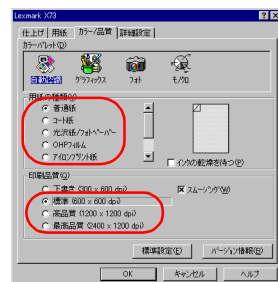 Lexmark X73
仕上げ 用紙 カラー/品質 詳細設定
カラーパレット(D)
自動検知 グラフィックス フォト モノクロ
用紙の種類(Y)
普通紙
コート紙
光沢紙/フォトペーパー
OHPフィルム
アイロンプリント紙
インクの乾燥を待つ(P)
印刷品質(Q)
下書き (300 x 600 dpi)
スムージング(W)
標準 (600 x 600 dpi)
高品質 (1200 x 1200 dpi)
最高品質 (2400 x 1200 dpi)
標準設定(E) バージョン情報(B)
OK キャンセル ヘルプ